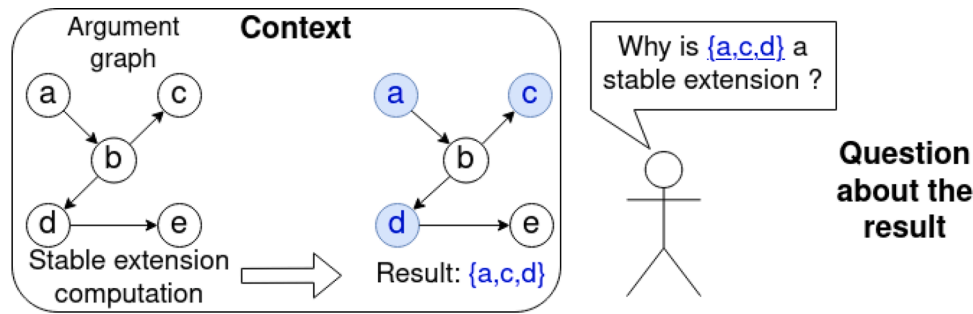 Argument
graph
Context
a
c
b
d
e
Stable extension
computation
a
c
b
d
e
Result: {a,c,d}
Why is {a,c,d} a
stable extension ?
Question
about the
result